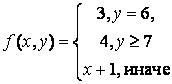 f(x, y) = { 3, y = 6,
4, y ≥ 7
x + 1, иначе